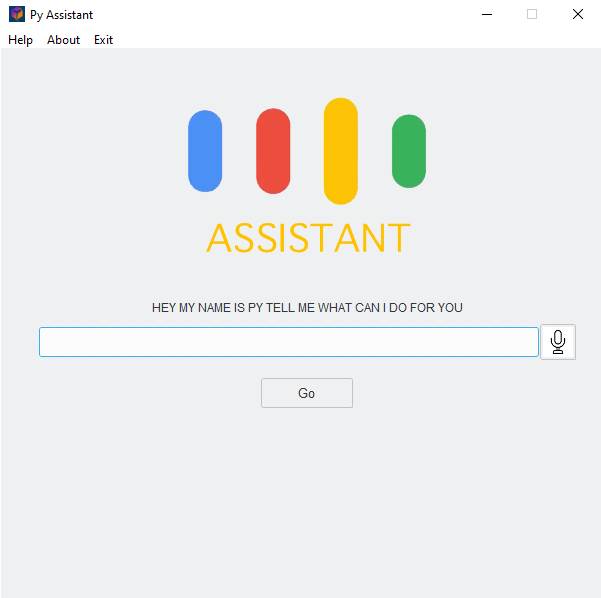 Py Assistant
Help About Exit
ASSISTANT
HEY MY NAME IS PY TELL ME WHAT CAN I DO FOR YOU
Go